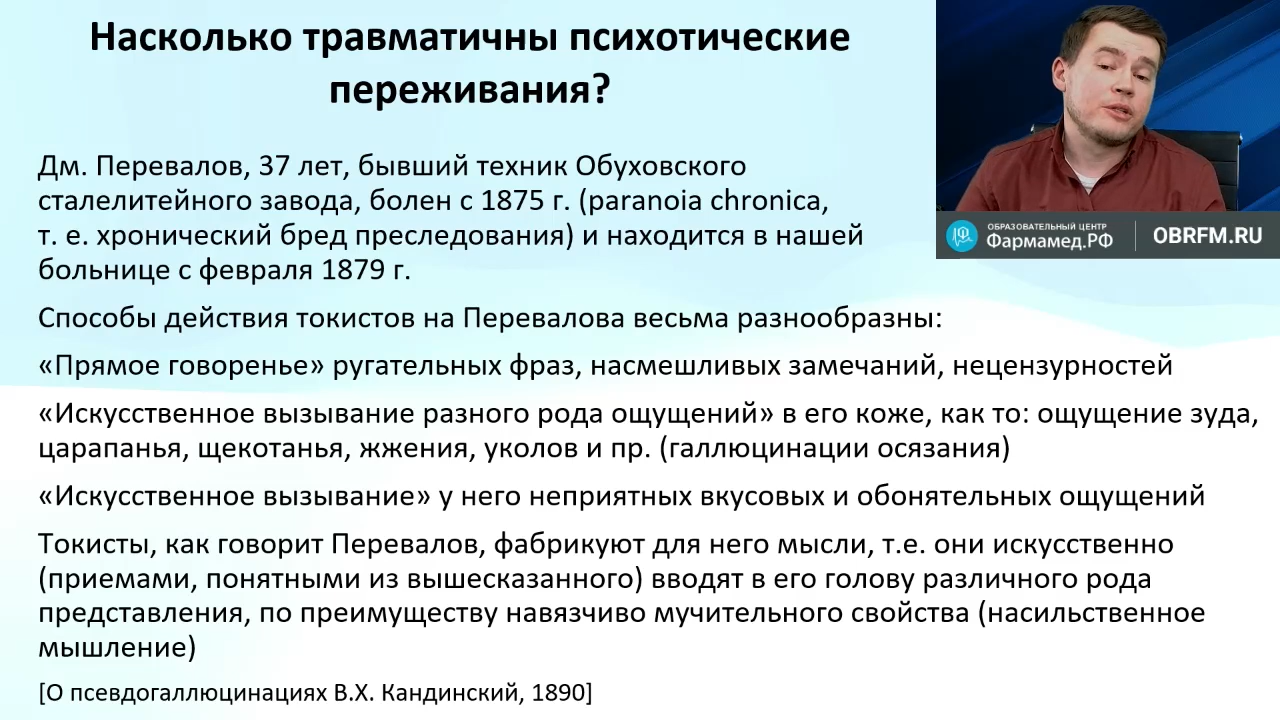 Насколько травматичны психотические
переживания?
ОБРАЗОВАТЕЛЬНЫЙ ЦЕНТР
Фармамед.РФ
OBRFM.RU
Дм. Перевалов, 37 лет, бывший техник Обуховского
сталелитейного завода, болен с 1875 г. (paranoia chronica,
т. е. хронический бред преследования) и находится в нашей
больнице с февраля 1879 г.
Способы действия токистов на Перевалова весьма разнообразны:
«Прямое говоренье» ругательных фраз, насмешливых замечаний, нецензурностей
«Искусственное вызывание разного рода ощущений» в его коже, как то: ощущение зуда,
царапанья, щекотанья, жжения, уколов и пр. (галлюцинации осязания)
«Искусственное вызывание» у него неприятных вкусовых и обонятельных ощущений
Токисты, как говорит Перевалов, фабрикуют для него мысли, т.е. они искусственно
(приемами, понятными из вышесказанного) вводят в его голову различного рода
представления, по преимуществу навязчиво мучительного свойства (насильственное
мышление)
[О псевдогаллюцинациях В.Х. Кандинский, 1890]